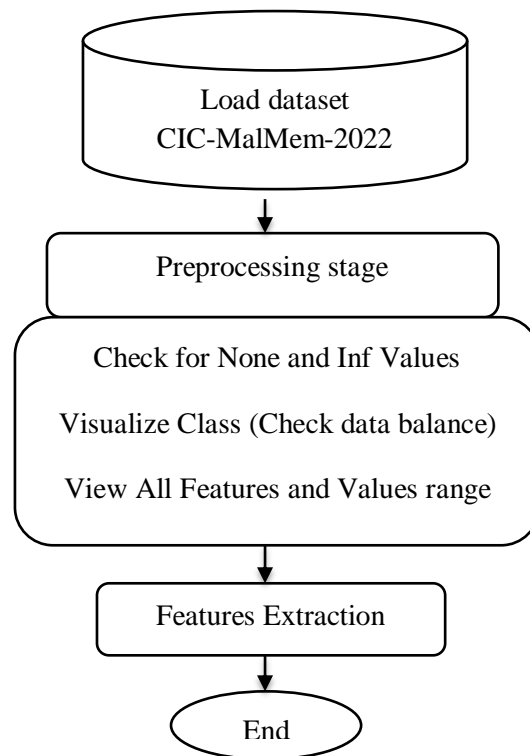 Load dataset
CIC-MalMem-2022
Preprocessing stage
Check for None and Inf Values
Visualize Class (Check data balance)
View All Features and Values range
Features Extraction
End